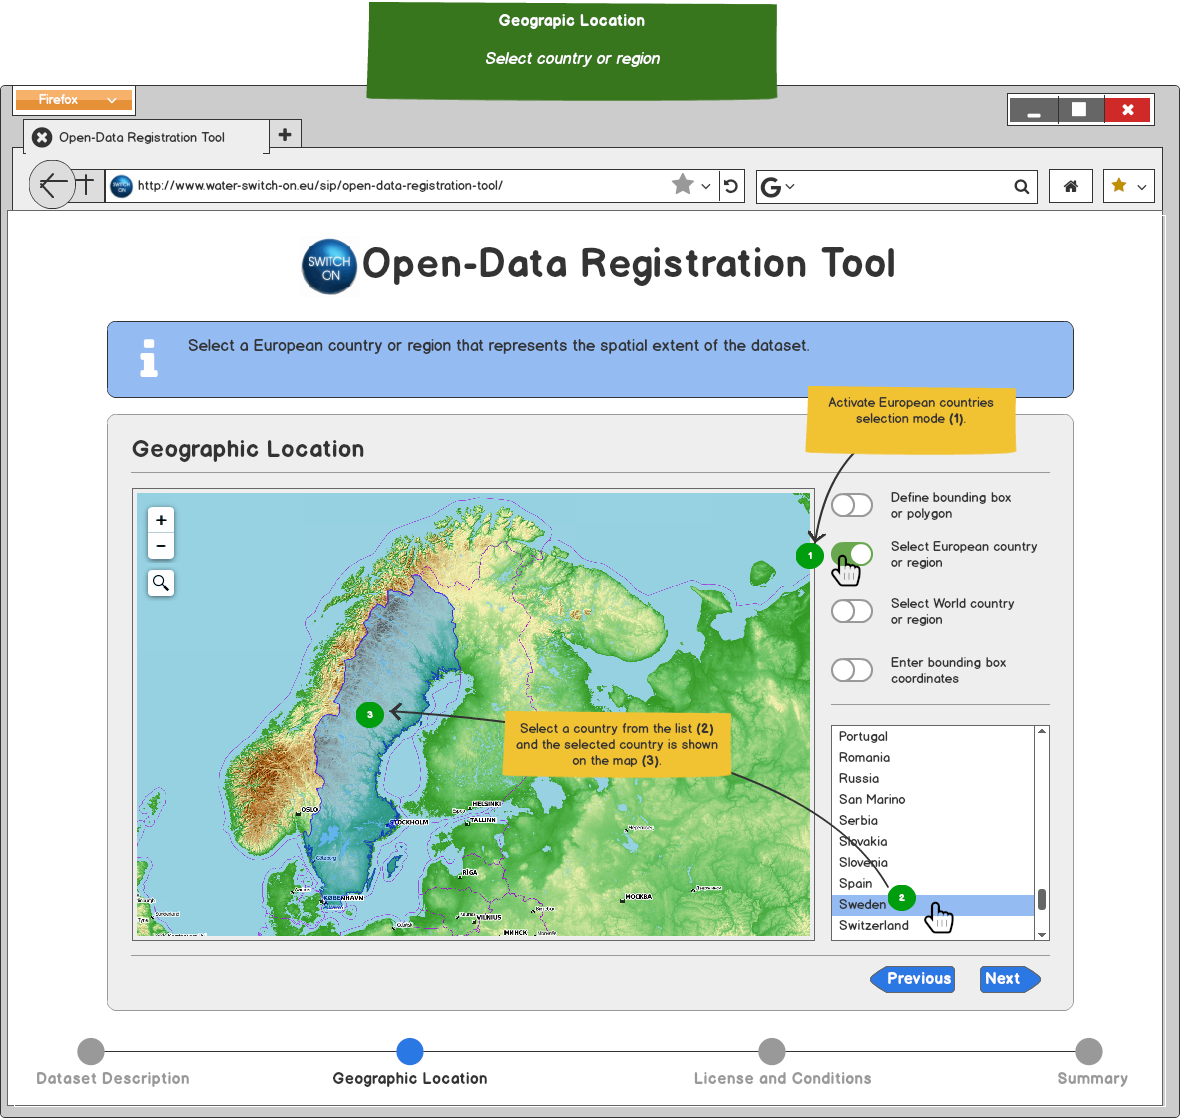 Geograpic Location
Select country or region
Firefox
Open-Data Registration Tool
SWITCH
ON
http://www.water-switch-on.eu/sip/open-data-registration-tool/
G
SWITCH
ON
Open-Data Registration Tool
i
Select a European country or region that represents the spatial extent of the dataset.
Activate European countries
selection mode (1).
Geographic Location
+
−
Define bounding box
or polygon
1
Select European country
or region
Select World country
or region
Enter bounding box
coordinates
3
Select a country from the list (2)
and the selected country is shown
on the map (3).
OSLO
HELSINKI
STOCKHOLM
TALLINN
Göteborg
RĪGA
KØBENHAVN
МОСКВА
VILNIUS
Gdańsk
Portugal
Romania
Russia
San Marino
Serbia
Slovakia
Slovenia
Spain
Sweden
2
Switzerland
Previous
Next
Dataset Description
Geographic Location
License and Conditions
Summary